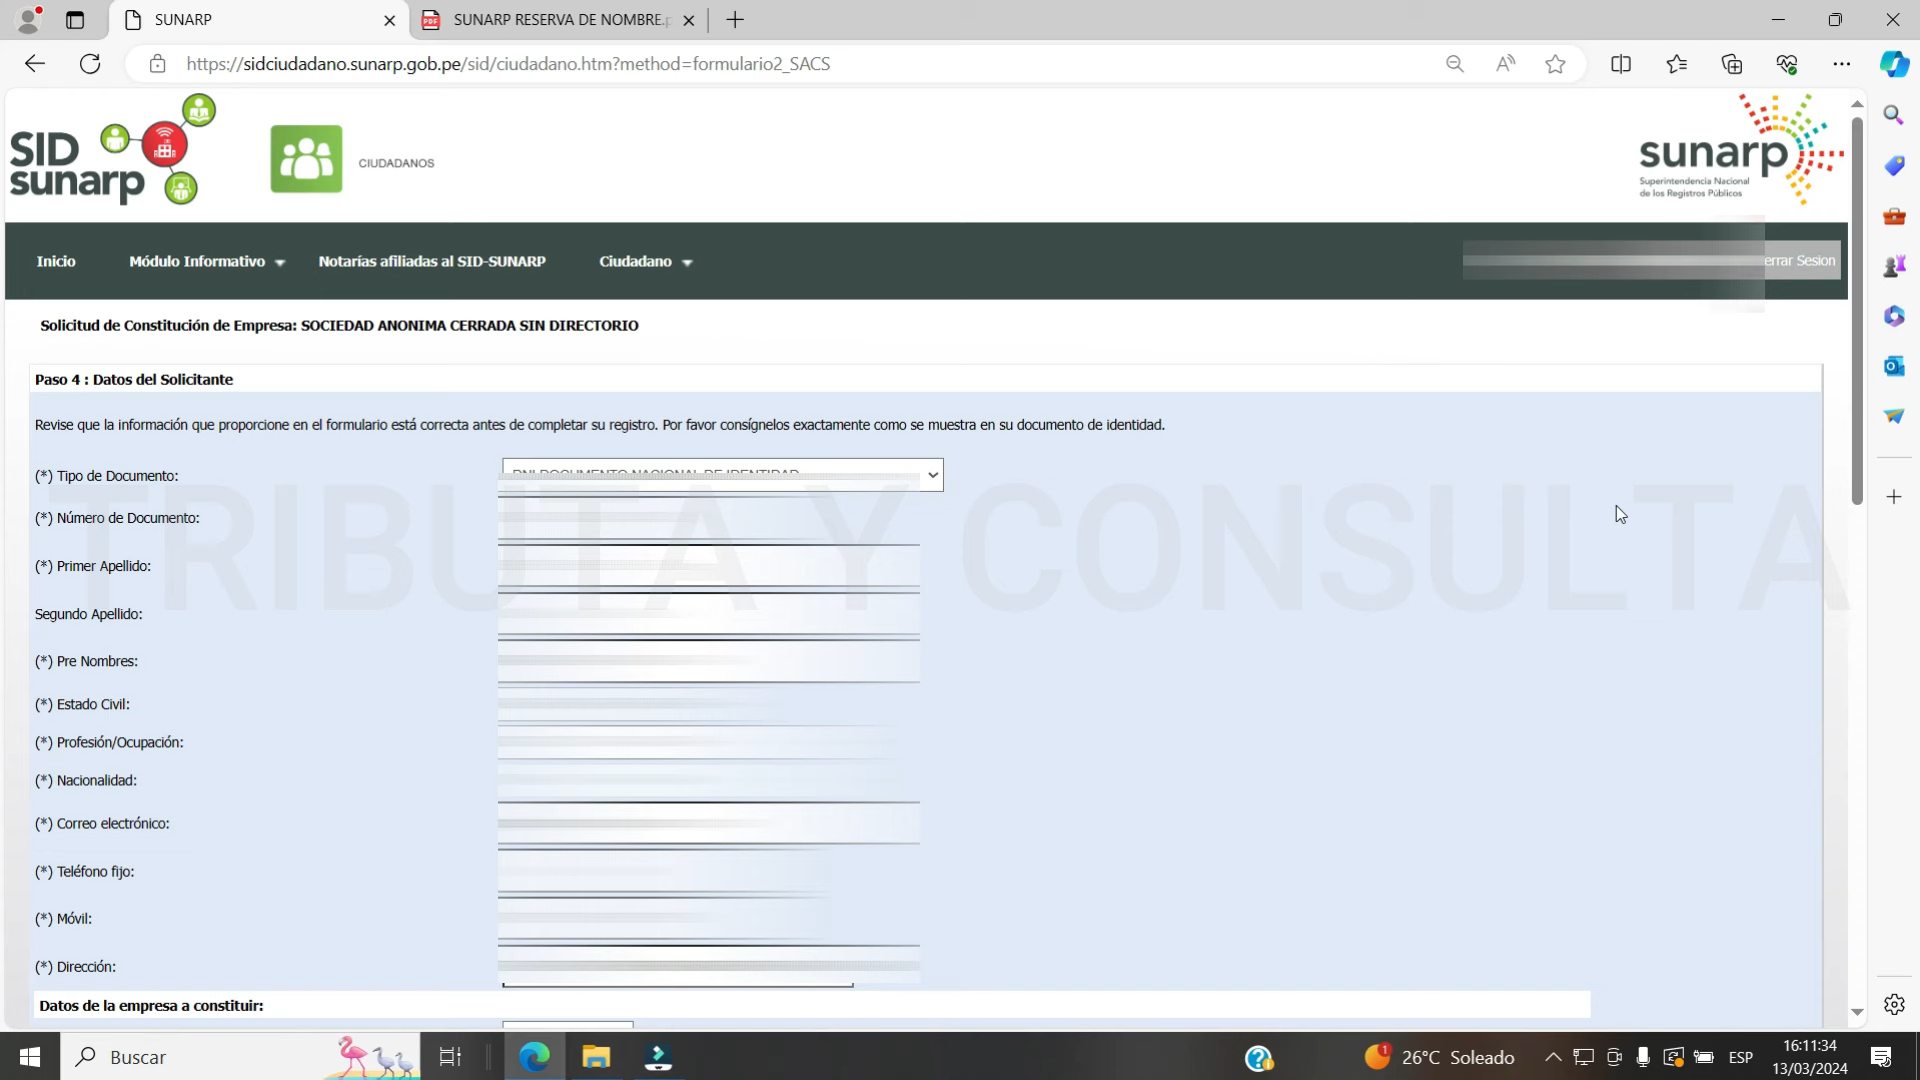 SUNARP
SUNARP RESERVA DE NOMBRE.p
https://sidciudadano.sunarp.gob.pe/sid/ciudadano.htm?method=formulario2_SACS
SID
sunarp
CIUDADANOS
sunarp
Superintendencia Nacional
de los Registros Públicos
Inicio
Módulo Informativo
Notarías afiliadas al SID-SUNARP
Ciudadano
errar Sesion
Solicitud de Constitución de Empresa: SOCIEDAD ANONIMA CERRADA SIN DIRECTORIO
Paso 4 : Datos del Solicitante
Revise que la información que proporcione en el formulario está correcta antes de completar su registro. Por favor consígnelos exactamente como se muestra en su documento de identidad.
(*) Tipo de Documento:
DNI-DOCUMENTO NACIONAL DE IDENTIDAD
TRIBUTA Y CONSULTA
(*) Número de Documento:
(*) Primer Apellido:
Segundo Apellido:
(*) Pre Nombres:
(*) Estado Civil:
(*) Profesión/Ocupación:
(*) Nacionalidad:
(*) Correo electrónico:
(*) Teléfono fijo:
(*) Móvil:
(*) Dirección:
Datos de la empresa a constituir:
Buscar
1
26°C Soleado
ESP
16:11:34
13/03/2024